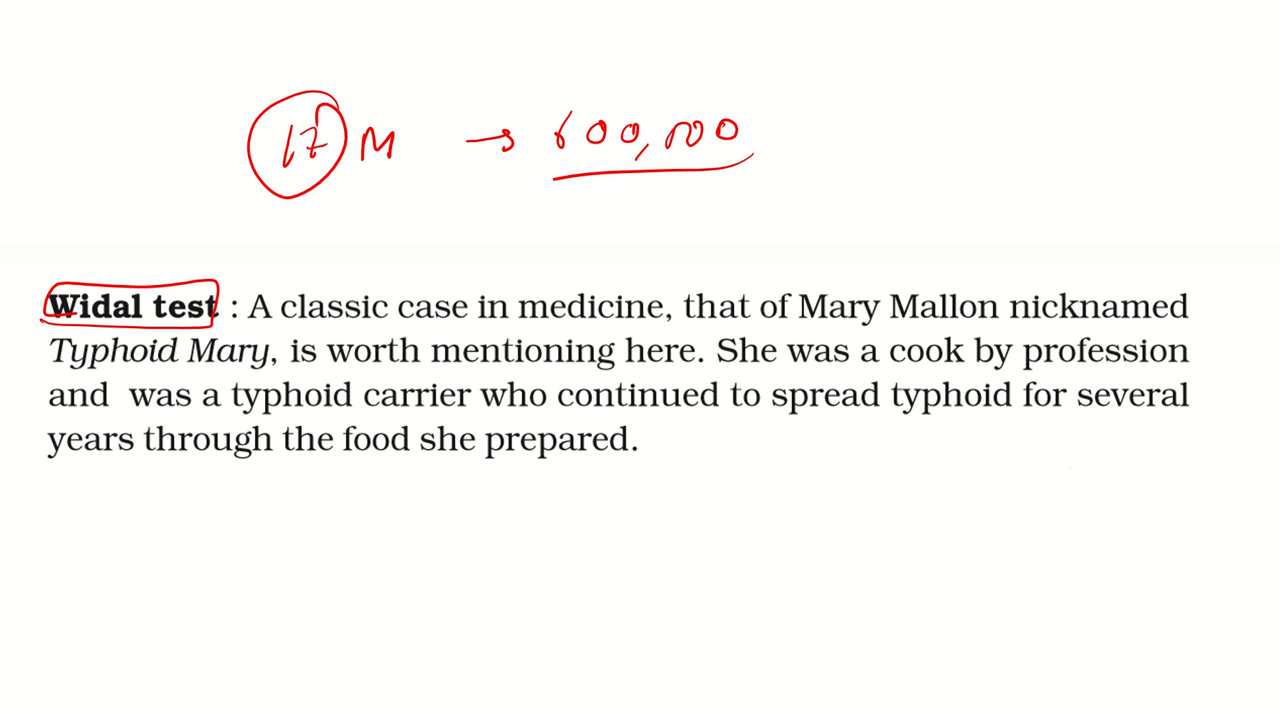 17 M → 600,000
Widal test : A classic case in medicine, that of Mary Mallon nicknamed
Typhoid Mary, is worth mentioning here. She was a cook by profession
and was a typhoid carrier who continued to spread typhoid for several
years through the food she prepared.